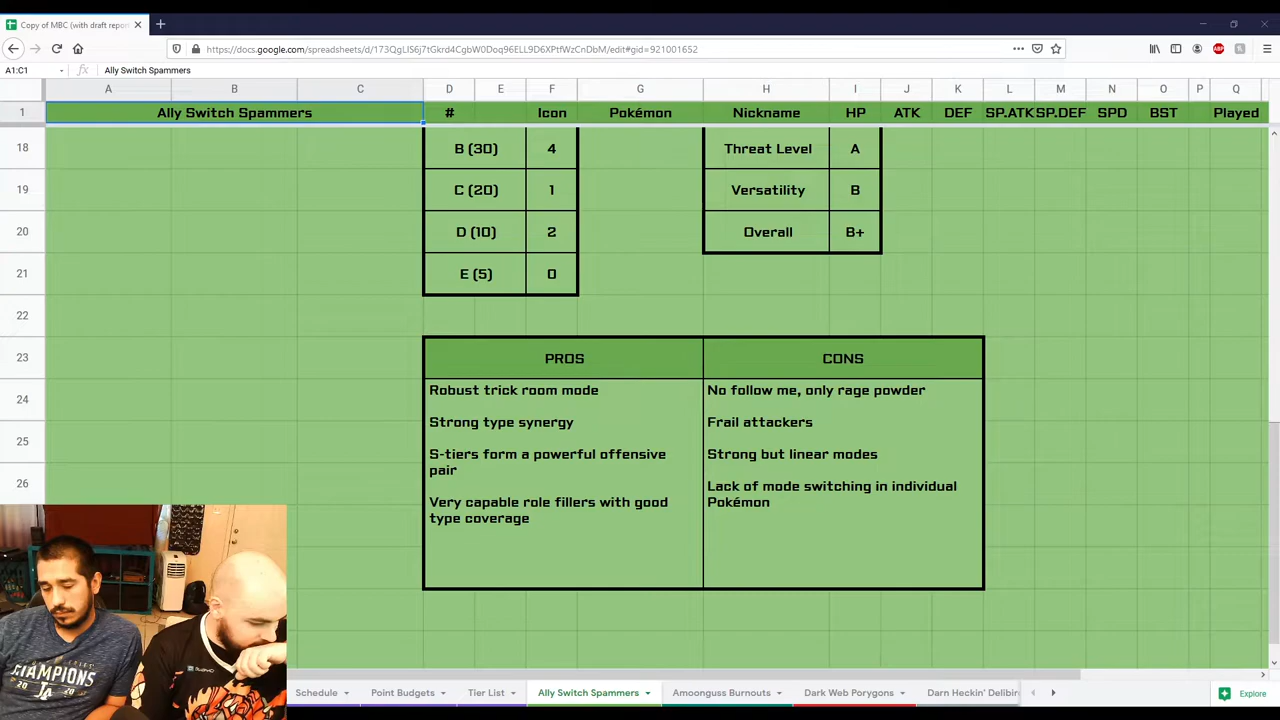 Copy of MBC (with draft report
https://docs.google.com/spreadsheets/d/173QgLIS6j7tGkrd4CgbW0Doq96ELL9D6XPtfWzCnDbM/edit#gid=921001652
A1:C1
fx
Ally Switch Spammers
A B C D E F G H I J K L M N O P Q
1 Ally Switch Spammers # Icon Pokémon Nickname HP ATK DEF SP.ATK SP.DEF SPD BST Played
18 B (30) 4 Threat Level A
19 C (20) 1 Versatility B
20 D (10) 2 Overall B+
21 E (5) 0
22
23 PROS CONS
24 Robust trick room mode No follow me, only rage powder
Strong type synergy Frail attackers
25 S-tiers form a powerful offensive Strong but linear modes
pair
26 Lack of mode switching in individual
Very capable role fillers with good Pokémon
type coverage
CHAMPIONS
LA
2020
Schedule Point Budgets Tier List Ally Switch Spammers Amoonguss Burnouts Dark Web Porygons Darn Heckin' Delibir
Explore